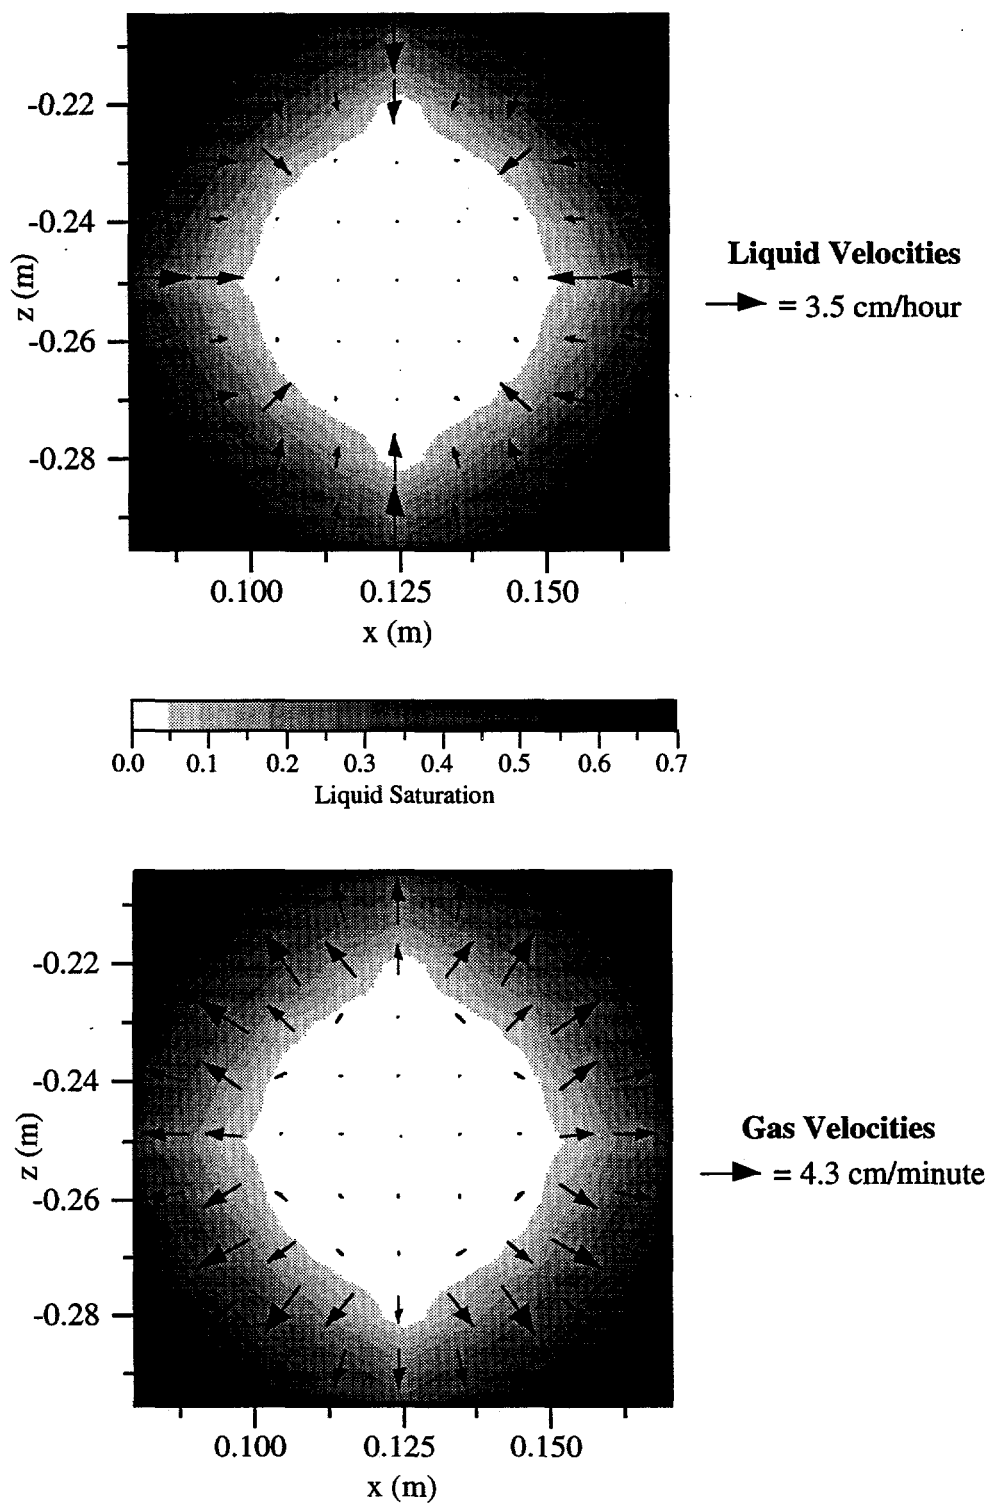 -0.22
-0.24
-0.26
-0.28
z (m)
0.100 0.125 0.150
x (m)
Liquid Velocities
= 3.5 cm/hour
0.0 0.1 0.2 0.3 0.4 0.5 0.6 0.7
Liquid Saturation
-0.22
-0.24
-0.26
-0.28
z (m)
0.100 0.125 0.150
x (m)
Gas Velocities
= 4.3 cm/minute